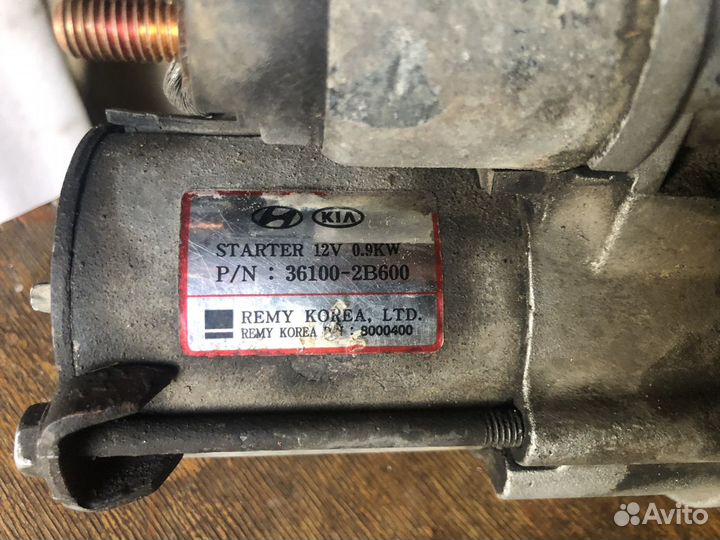 KIA
STARTER 12V 0.9KW
P/N : 36100-2B600
REMY KOREA, LTD.
REMY KOREA P/N : 8000400
Avito